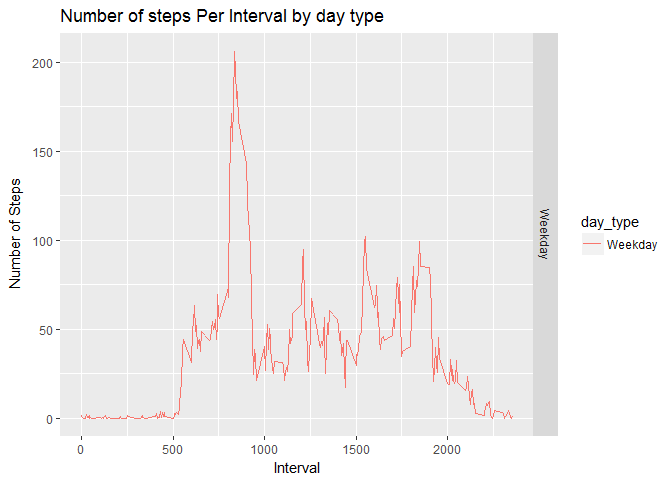 Number of steps Per Interval by day type
Number of Steps
200
150
100
50
0
0 500 1000 1500 2000
Interval
Weekday
day_type
Weekday